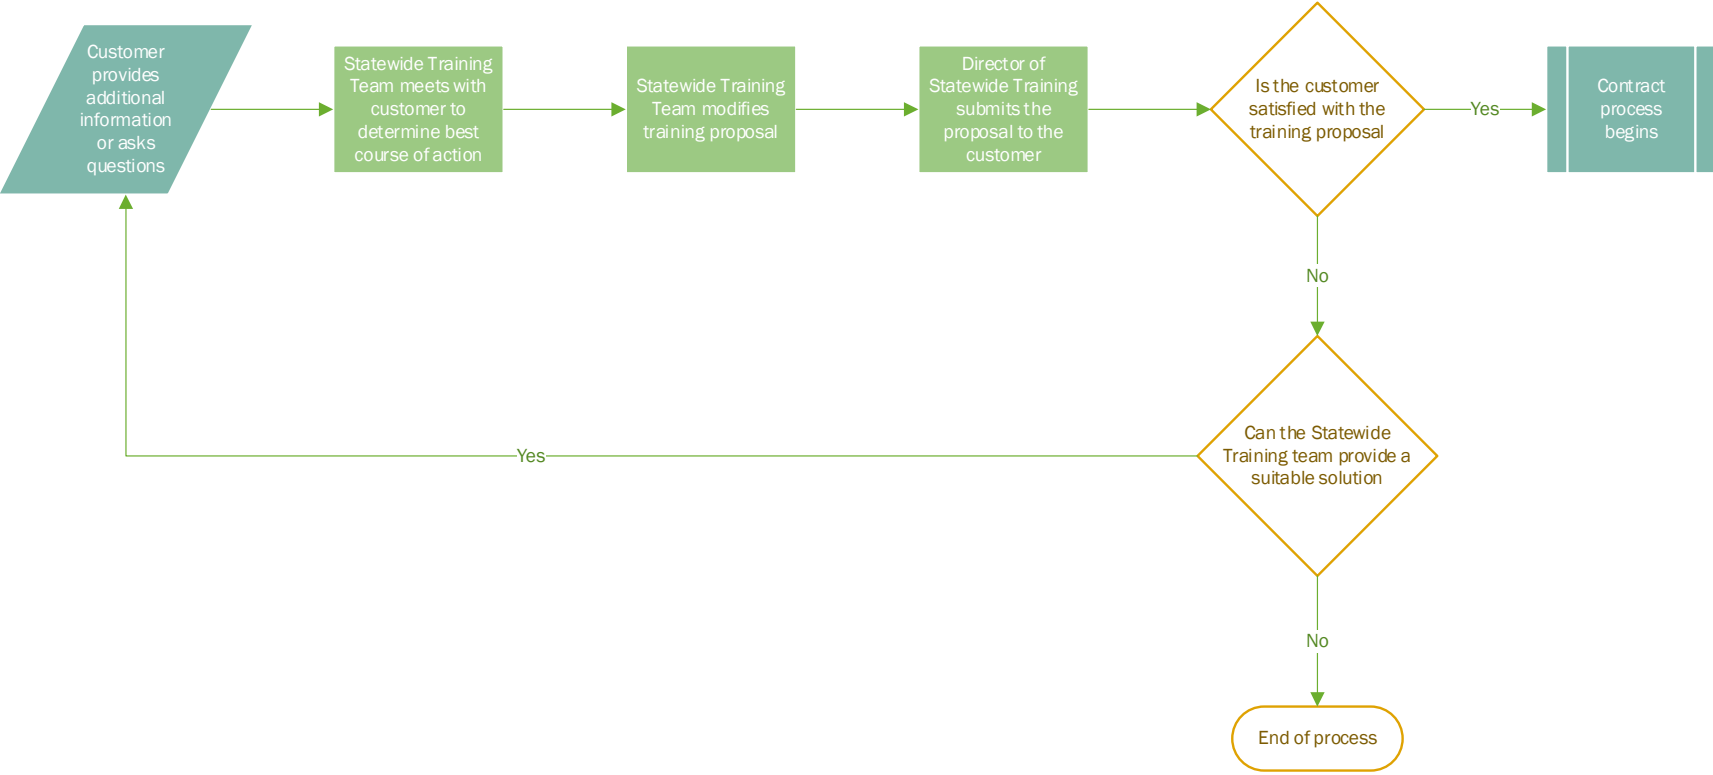 Customer
provides
additional
information
or asks
questions
Statewide Training
Team meets with
customer to
determine best
course of action
Statewide Training
Team modifies
training proposal
Director of
Statewide Training
submits the
proposal to the
customer
Is the customer
satisfied with the
training proposal
Yes
Contract
process
begins
No
Can the Statewide
Training team provide a
suitable solution
Yes
No
End of process